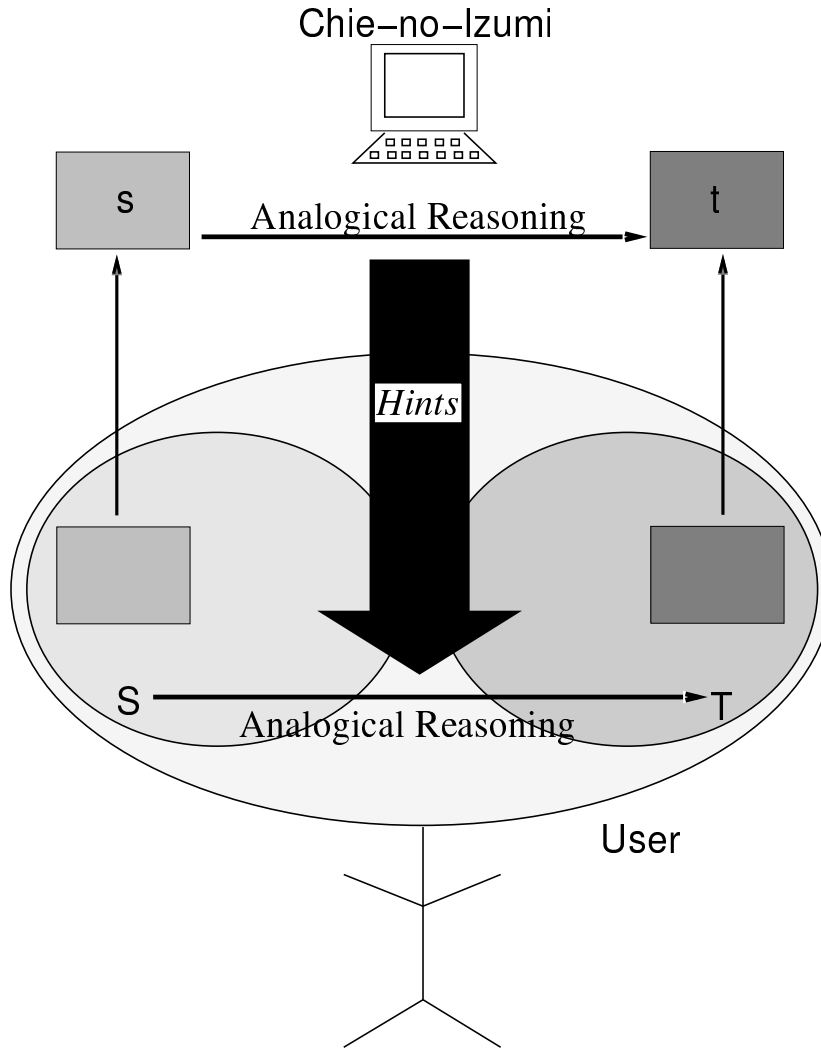 Chie−no−Izumi
s
t
Analogical Reasoning
Hints
S
T
Analogical Reasoning
User